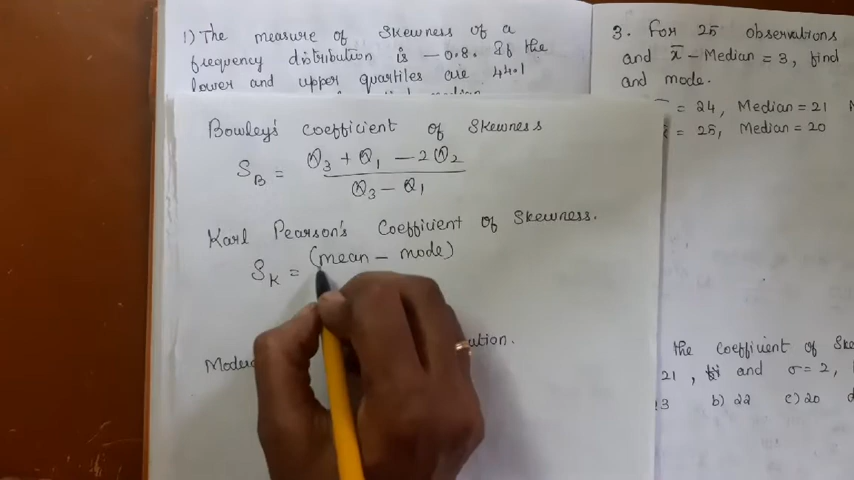 1) The measure of Skewness of a
frequency distribution is - 0.8. If the
lower and upper quartiles are 44.1
Bowley's coefficient of Skewness
S_B = Q_3 + Q_1 - 2Q_2 / Q_3 - Q_1
Karl Pearson's Coefficient of Skewness.
S_K = (mean - mode)
3. For 25 observations
and x̄ - Median = 3, find
and mode.
= 24, Median = 21
= 25, Median = 20
the coefficient of
21, and σ = 2,
b) 22 c) 20